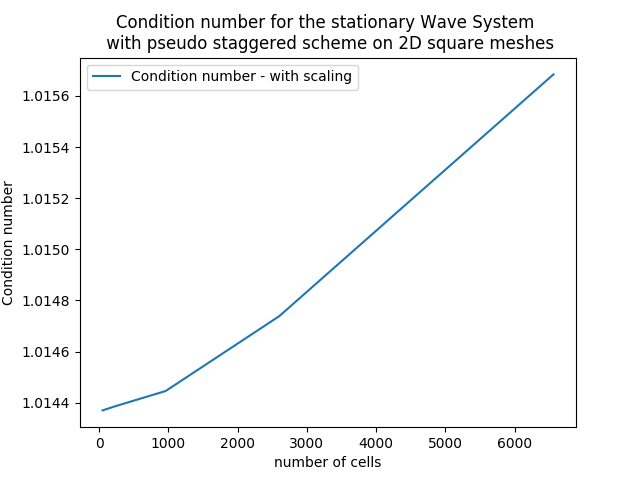 Condition number for the stationary Wave System
with pseudo staggered scheme on 2D square meshes
Condition number - with scaling
Condition number
1.0156
1.0154
1.0152
1.0150
1.0148
1.0146
1.0144
0 1000 2000 3000 4000 5000 6000
number of cells